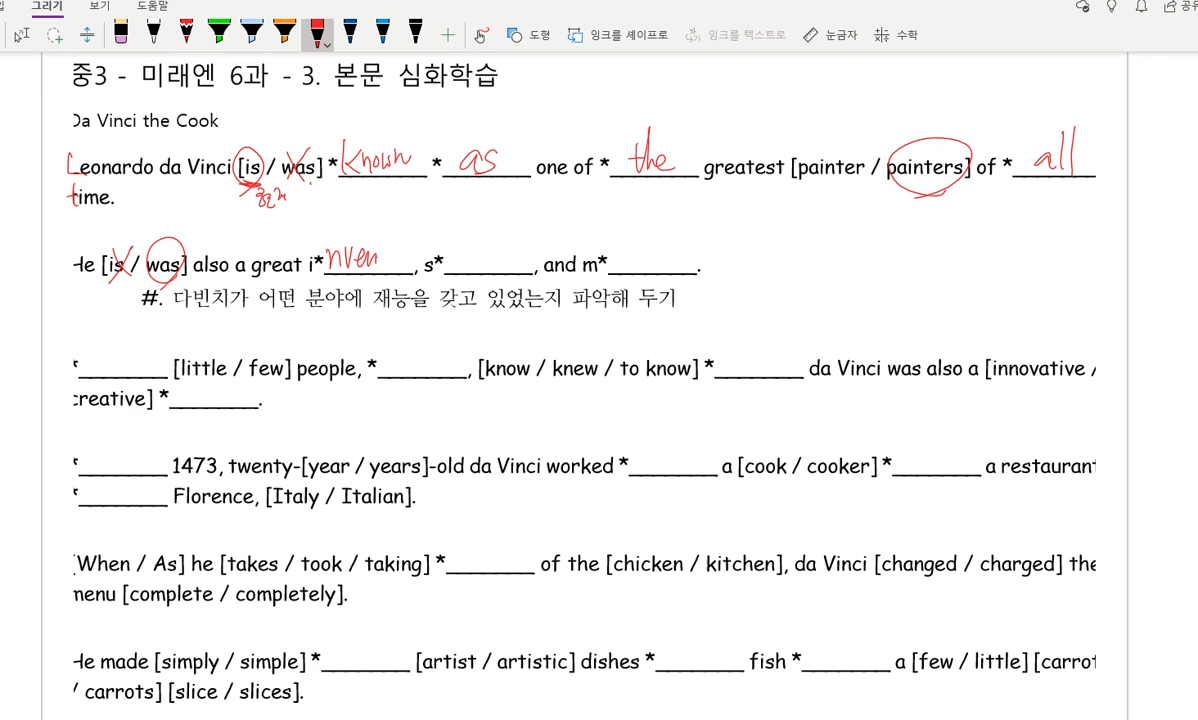 그리기 보기 도움말
도형 잉크를 셰이프로 잉크를 텍스트로 눈금자 수학
중3 - 미래엔 6과 - 3. 본문 심화학습
Da Vinci the Cook
Leonardo da Vinci [is / was] *known *as one of *the greatest [painter / painters] of *all
time.
He [is / was] also a great i*nven________, s*________, and m*________.
#. 다빈치가 어떤 분야에 재능을 갖고 있었는지 파악해 두기
*________ [little / few] people, *________, [know / knew / to know] *________ da Vinci was also a [innovative /
creative] *________.
*________ 1473, twenty-[year / years]-old da Vinci worked *________ a [cook / cooker] *________ a restaurant
*________ Florence, [Italy / Italian].
[When / As] he [takes / took / taking] *________ of the [chicken / kitchen], da Vinci [changed / charged] the
menu [complete / completely].
He made [simply / simple] *________ [artist / artistic] dishes *________ fish *________ a [few / little] [carrot
/ carrots] [slice / slices].